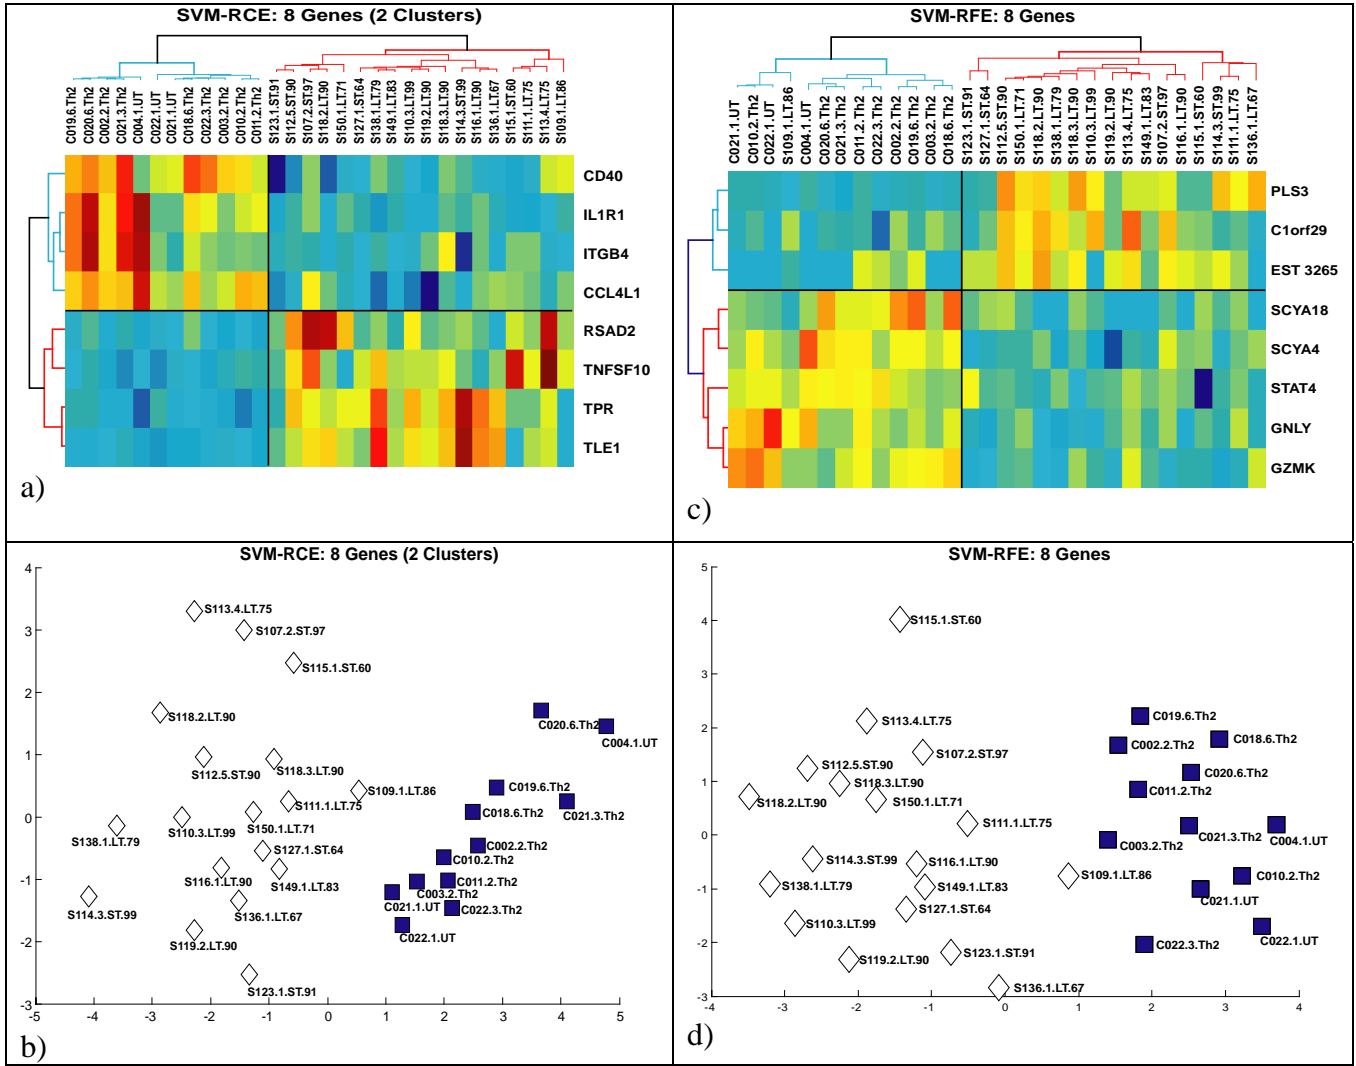 SVM-RCE: 8 Genes (2 Clusters)
C019.6.Th2
C020.6.Th2
C002.2.Th2
C021.3.Th2
C004.1.UT
C022.1.UT
C021.1.UT
C018.6.Th2
C022.3.Th2
C003.2.Th2
C010.2.Th2
C011.2.Th2
S123.1.ST.91
S112.5.ST.90
S107.2.ST.97
S118.2.LT.90
S150.1.LT.71
S127.1.ST.64
S138.1.LT.79
S149.1.LT.83
S110.3.LT.99
S119.2.LT.90
S118.3.LT.90
S114.3.ST.99
S116.1.LT.90
S136.1.LT.67
S115.1.ST.60
S111.1.LT.75
S113.4.LT.75
S109.1.LT.86
CD40
IL1R1
ITGB4
CCL4L1
RSAD2
TNFSF10
TPR
TLE1
a)
SVM-RFE: 8 Genes
C021.1.UT
C010.2.Th2
C022.1.UT
S109.1.LT.86
C004.1.UT
C020.6.Th2
C021.3.Th2
C011.2.Th2
C022.3.Th2
C002.2.Th2
C019.6.Th2
C003.2.Th2
C018.6.Th2
S123.1.ST.91
S127.1.ST.64
S112.5.ST.90
S150.1.LT.71
S118.2.LT.90
S138.1.LT.79
S118.3.LT.90
S110.3.LT.99
S119.2.LT.90
S113.4.LT.75
S149.1.LT.83
S107.2.ST.97
S116.1.LT.90
S115.1.ST.60
S114.3.ST.99
S111.1.LT.75
S136.1.LT.67
PLS3
C1orf29
EST 3265
SCYA18
SCYA4
STAT4
GNLY
GZMK
c)
SVM-RCE: 8 Genes (2 Clusters)
4
3
2
1
0
-1
-2
-3
S113.4.LT.75
S107.2.ST.97
S115.1.ST.60
S118.2.LT.90
C020.6.Th2
C004.1.UT
S112.5.ST.90
S118.3.LT.90
S109.1.LT.86
C019.6.Th2
S111.1.LT.75
C021.3.Th2
C018.6.Th2
S110.3.LT.99
S150.1.LT.71
S138.1.LT.79
S127.1.ST.64
C002.2.Th2
C010.2.Th2
S116.1.LT.90
S149.1.LT.83
C011.2.Th2
C003.2.Th2
C021.1.UT
C022.3.Th2
S114.3.ST.99
S136.1.LT.67
S119.2.LT.90
C022.1.UT
S123.1.ST.91
-5 -4 -3 -2 -1 0 1 2 3 4 5
b)
SVM-RFE: 8 Genes
5
4
3
2
1
0
-1
-2
-3
S115.1.ST.60
C019.6.Th2
S113.4.LT.75
C018.6.Th2
C002.2.Th2
S107.2.ST.97
S112.5.ST.90
C020.6.Th2
S118.3.LT.90
C011.2.Th2
S118.2.LT.90
S150.1.LT.71
S111.1.LT.75
C021.3.Th2
C004.1.UT
C003.2.Th2
S114.3.ST.99
S116.1.LT.90
S109.1.LT.86
C010.2.Th2
S138.1.LT.79
S149.1.LT.83
C021.1.UT
S127.1.ST.64
S110.3.LT.99
C022.1.UT
S119.2.LT.90
S123.1.ST.91
C022.3.Th2
S136.1.LT.67
-4 -3 -2 -1 0 1 2 3 4
d)